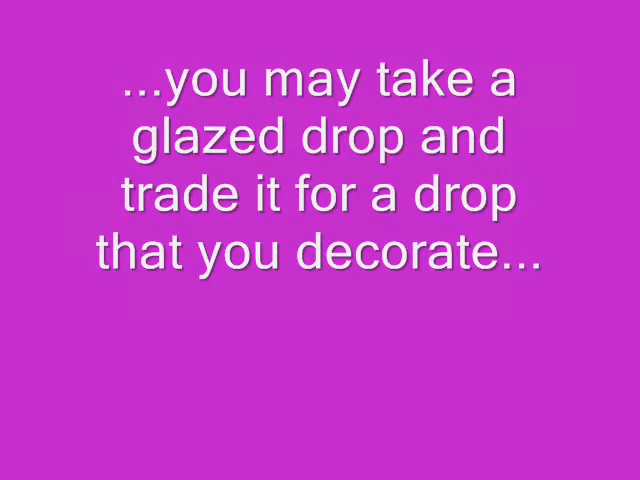 ...you may take a
glazed drop and
trade it for a drop
that you decorate...